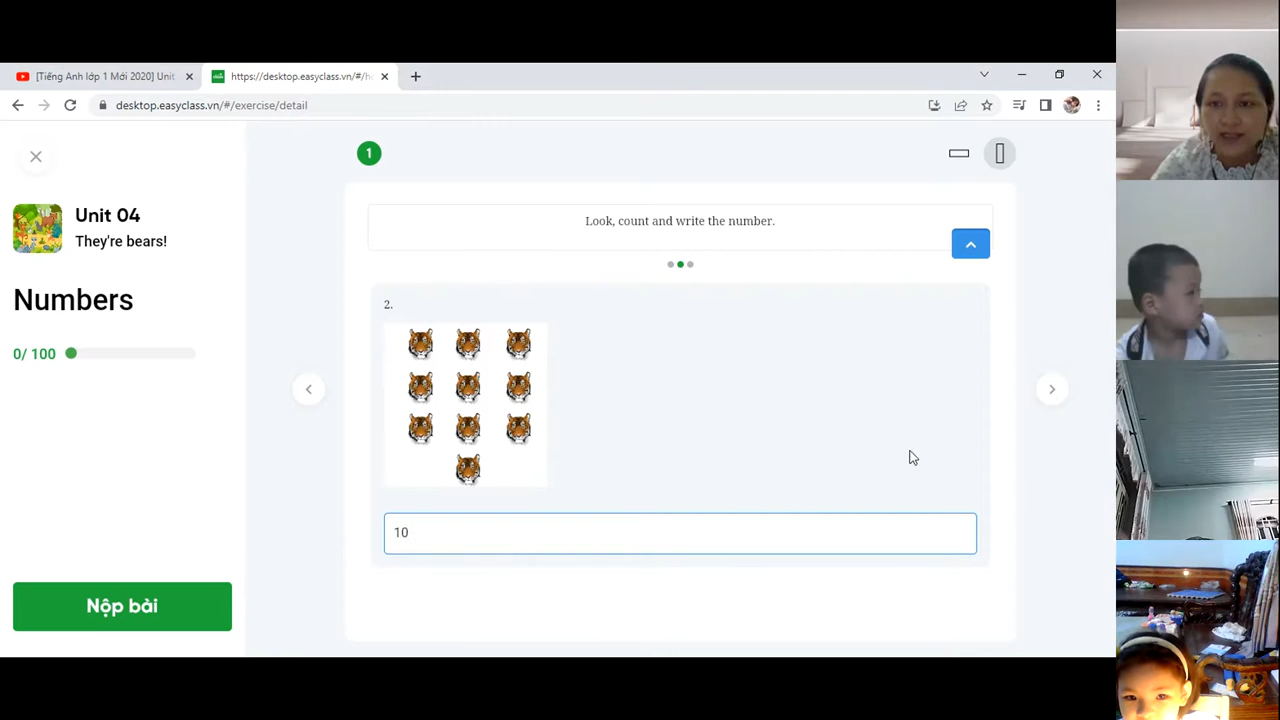 [Tiếng Anh lớp 1 Mới 2020] Unit
https://desktop.easyclass.vn/#/h
desktop.easyclass.vn/#/exercise/detail
1
Unit 04
They're bears!
Look, count and write the number.
Numbers
2.
0/ 100
10
Nộp bài